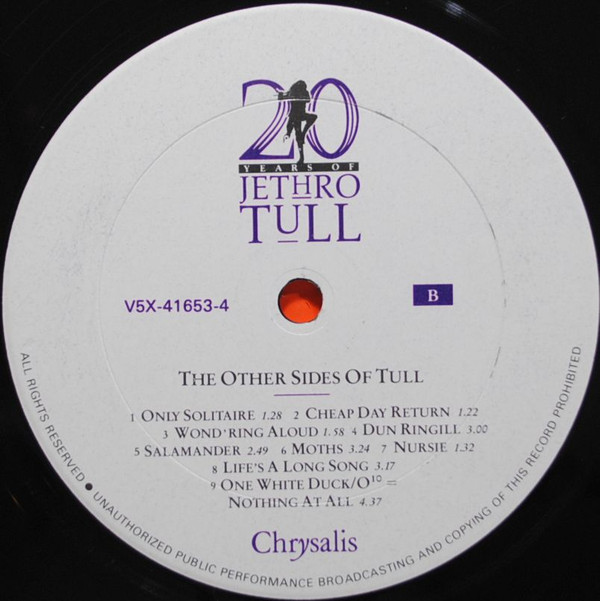 20
YEARS OF
JETHRO
TULL
V5X-41653-4
B
THE OTHER SIDES OF TULL
1 ONLY SOLITAIRE 1.28 2 CHEAP DAY RETURN 1.22
3 WOND'RING ALOUD 1.58 4 DUN RINGILL 3.00
5 SALAMANDER 2.49 6 MOTHS 3.24 7 NURSIE 1.32
8 LIFE'S A LONG SONG 3.17
9 ONE WHITE DUCK/O¹⁰ =
NOTHING AT ALL 4.37
Chrysalis
ALL RIGHTS RESERVED ● UNAUTHORIZED PUBLIC PERFORMANCE BROADCASTING AND COPYING OF THIS RECORD PROHIBITED